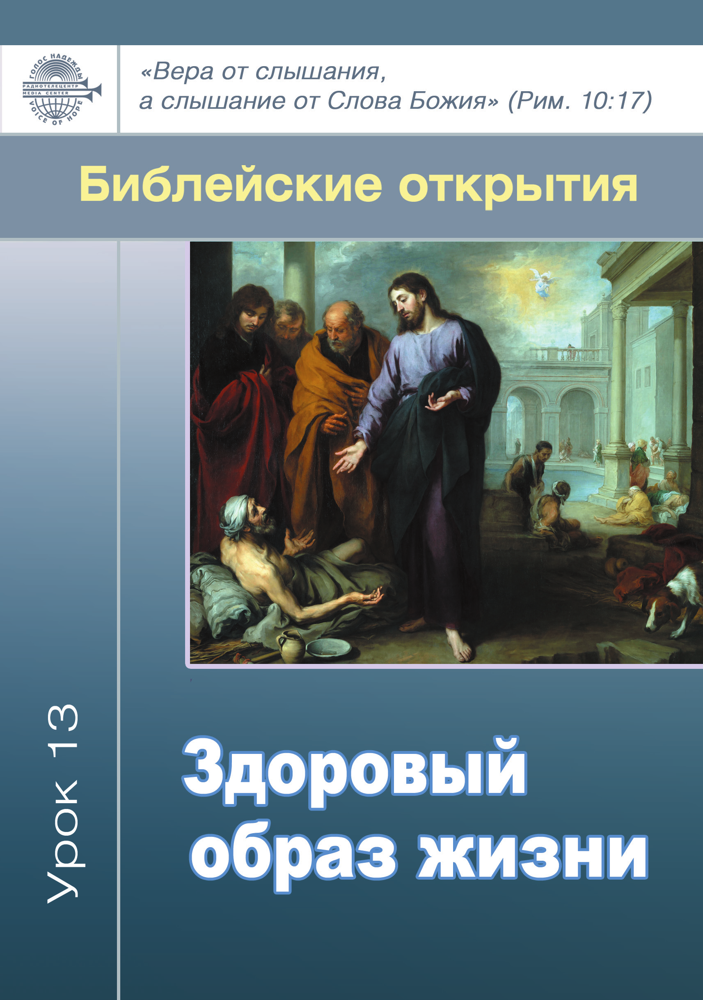 ГОЛОС НАДЕЖДЫ
РАДИОТЕЛЕЦЕНТР
MEDIA CENTER
VOICE OF HOPE
«Вера от слышания,
а слышание от Слова Божия» (Рим. 10:17)
Библейские открытия
Урок 13
Здоровый
образ жизни